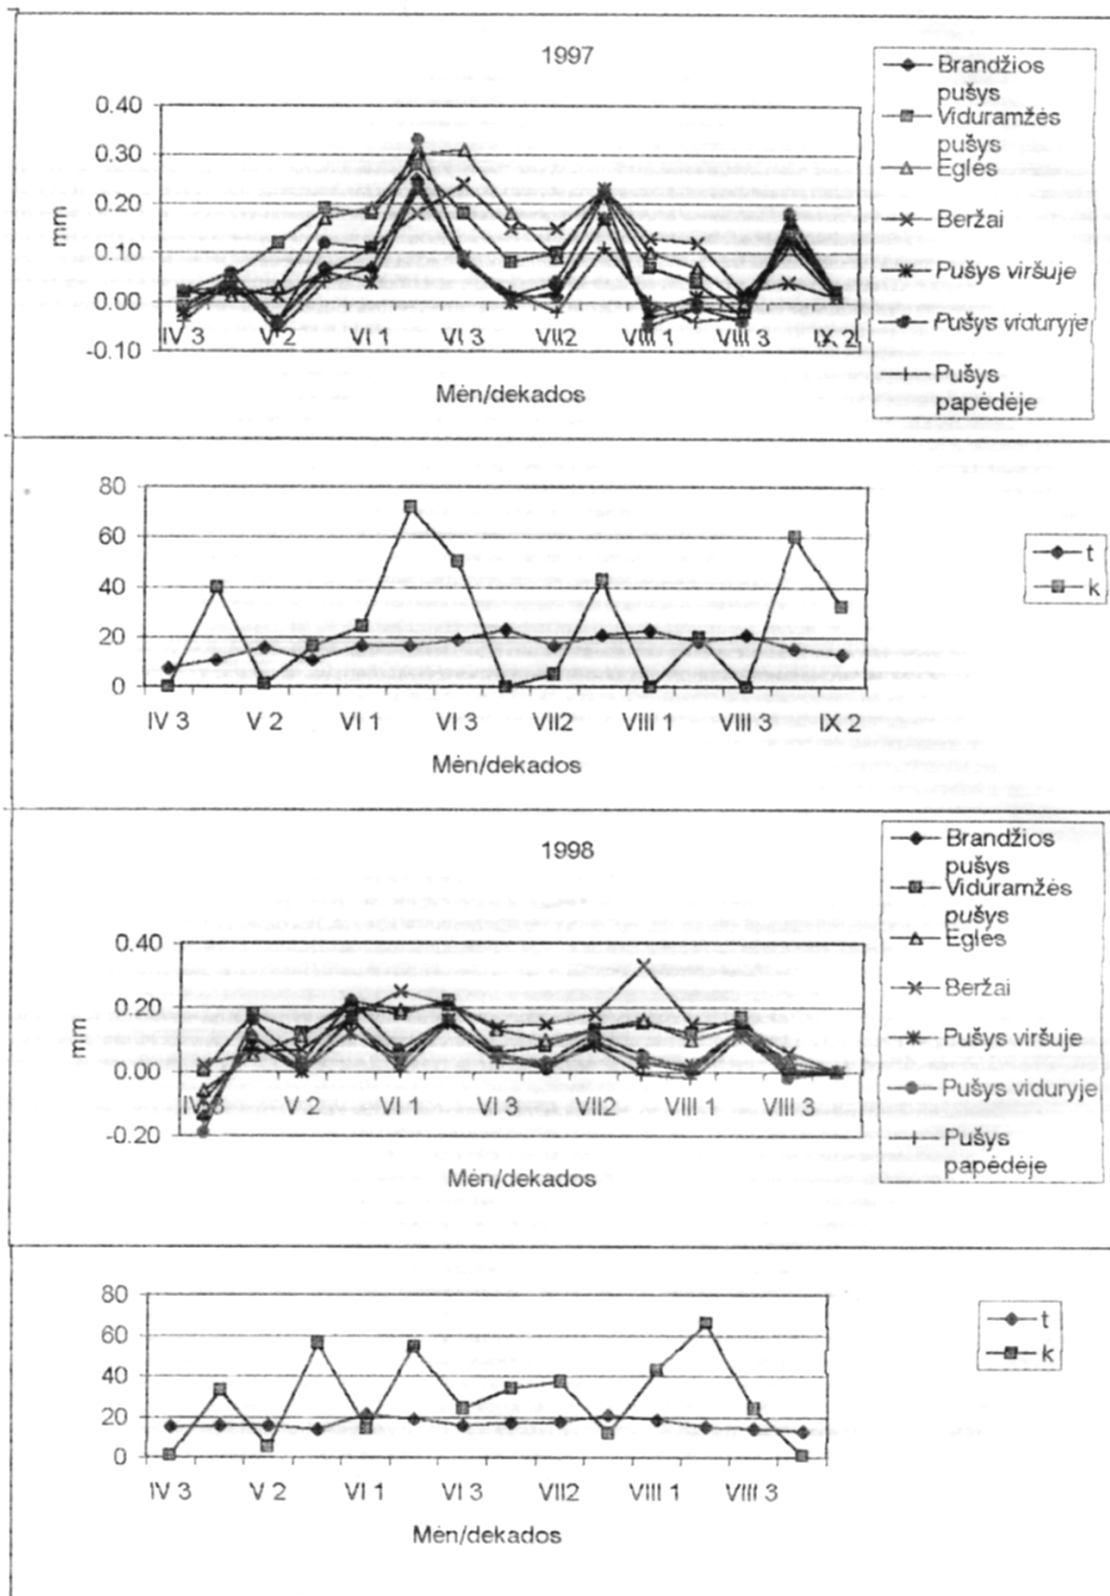 1997
Brandžios
pušys
Viduramžės
pušys
Eglės
Beržai
Pušys viršuje
Pušys viduryje
Pušys
papėdėje
0.40
0.30
0.20
0.10
0.00
-0.10
mm
IV 3
V 2
VI 1
VI 3
VII2
VIII 1
VIII 3
IX 2
Mėn/dekados
80
60
40
20
0
t
k
IV 3
V 2
VI 1
VI 3
VII2
VIII 1
VIII 3
IX 2
Mėn/dekados
1998
Brandžios
pušys
Viduramžės
pušys
Eglės
Beržai
Pušys viršuje
Pušys viduryje
Pušys
papėdėje
0.40
0.20
0.00
-0.20
mm
IV 3
V 2
VI 1
VI 3
VII2
VIII 1
VIII 3
Mėn/dekados
80
60
40
20
0
t
k
IV 3
V 2
VI 1
VI 3
VII2
VIII 1
VIII 3
Mėn/dekados